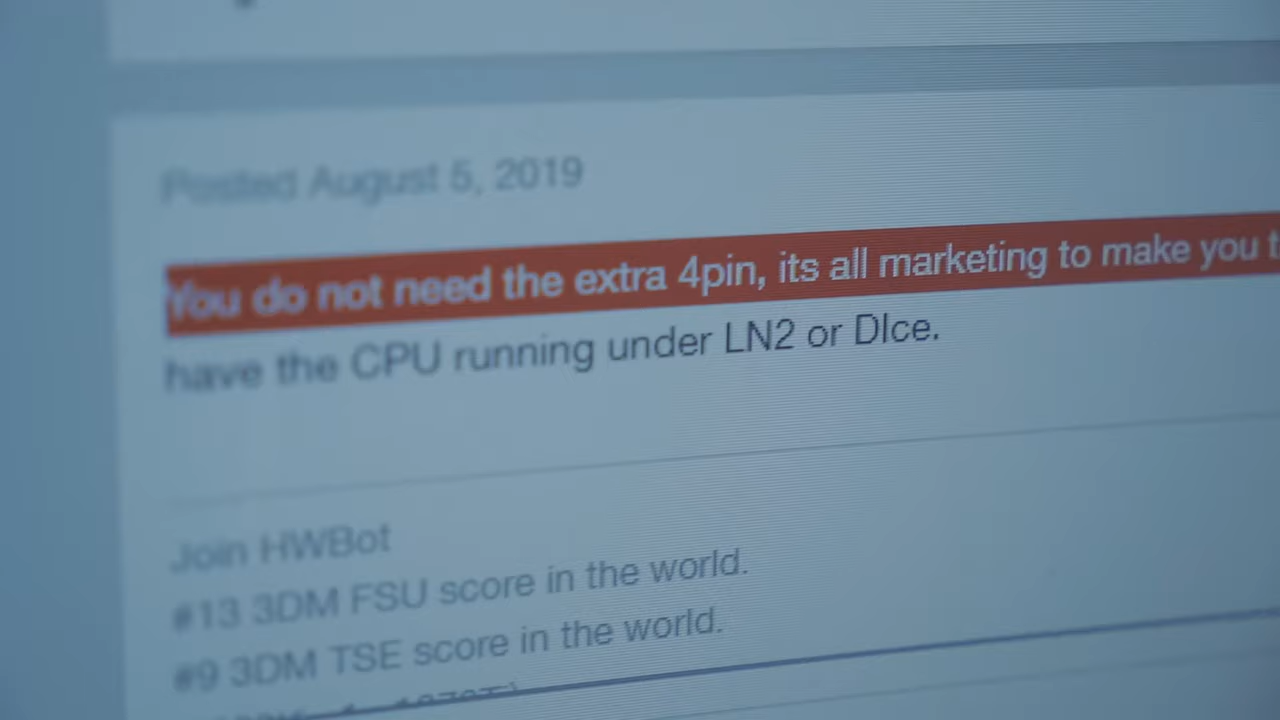 Posted August 5, 2019
You do not need the extra 4pin, its all marketing to make you
have the CPU running under LN2 or DIce.
Join HWBot
#13 3DM FSU score in the world.
#9 3DM TSE score in the world.